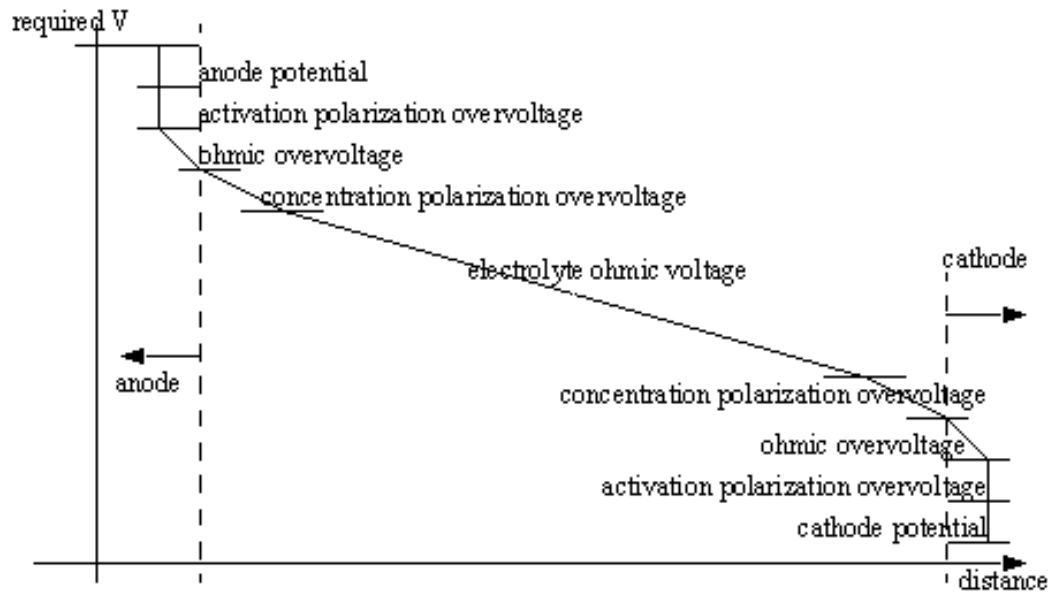 required V
anode potential
activation polarization overvoltage
ohmic overvoltage
concentration polarization overvoltage
electrolyte ohmic voltage
cathode
anode
concentration polarization overvoltage
ohmic overvoltage
activation polarization overvoltage
cathode potential
distance